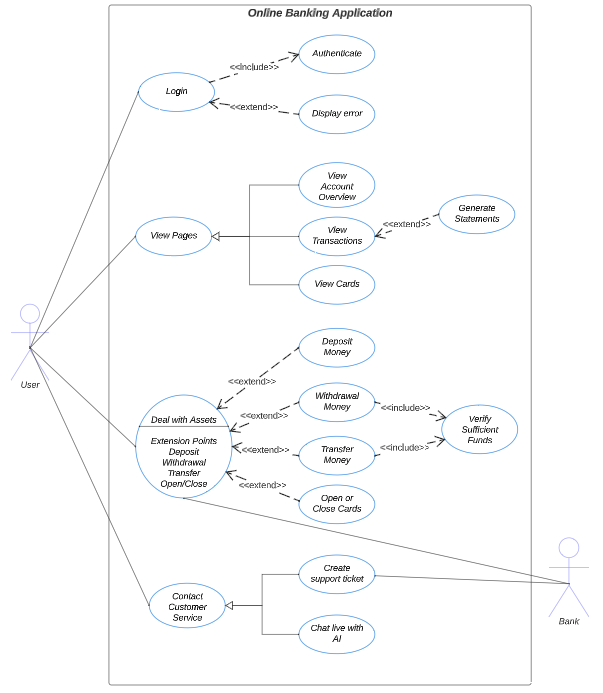 Online Banking Application
Authenticate
<<include>>
Login
<<extend>>
Display error
View
Account
Overview
Generate
Statements
<<extend>>
View Pages
View
Transactions
View Cards
User
Deposit
Money
<<extend>>
Withdrawal
Money
<<include>>
<<extend>>
Verify
Sufficient
Funds
Deal with Assets
Extension Points
Deposit
Withdrawal
Transfer
Open/Close
<<extend>>
Transfer
Money
<<include>>
<<extend>>
Open or
Close Cards
Create
support ticket
Contact
Customer
Service
Chat live with
AI
Bank